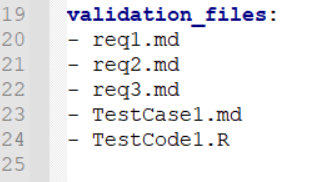 19 validation_files:
20 - req1.md
21 - req2.md
22 - req3.md
23 - TestCase1.md
24 - TestCode1.R
25